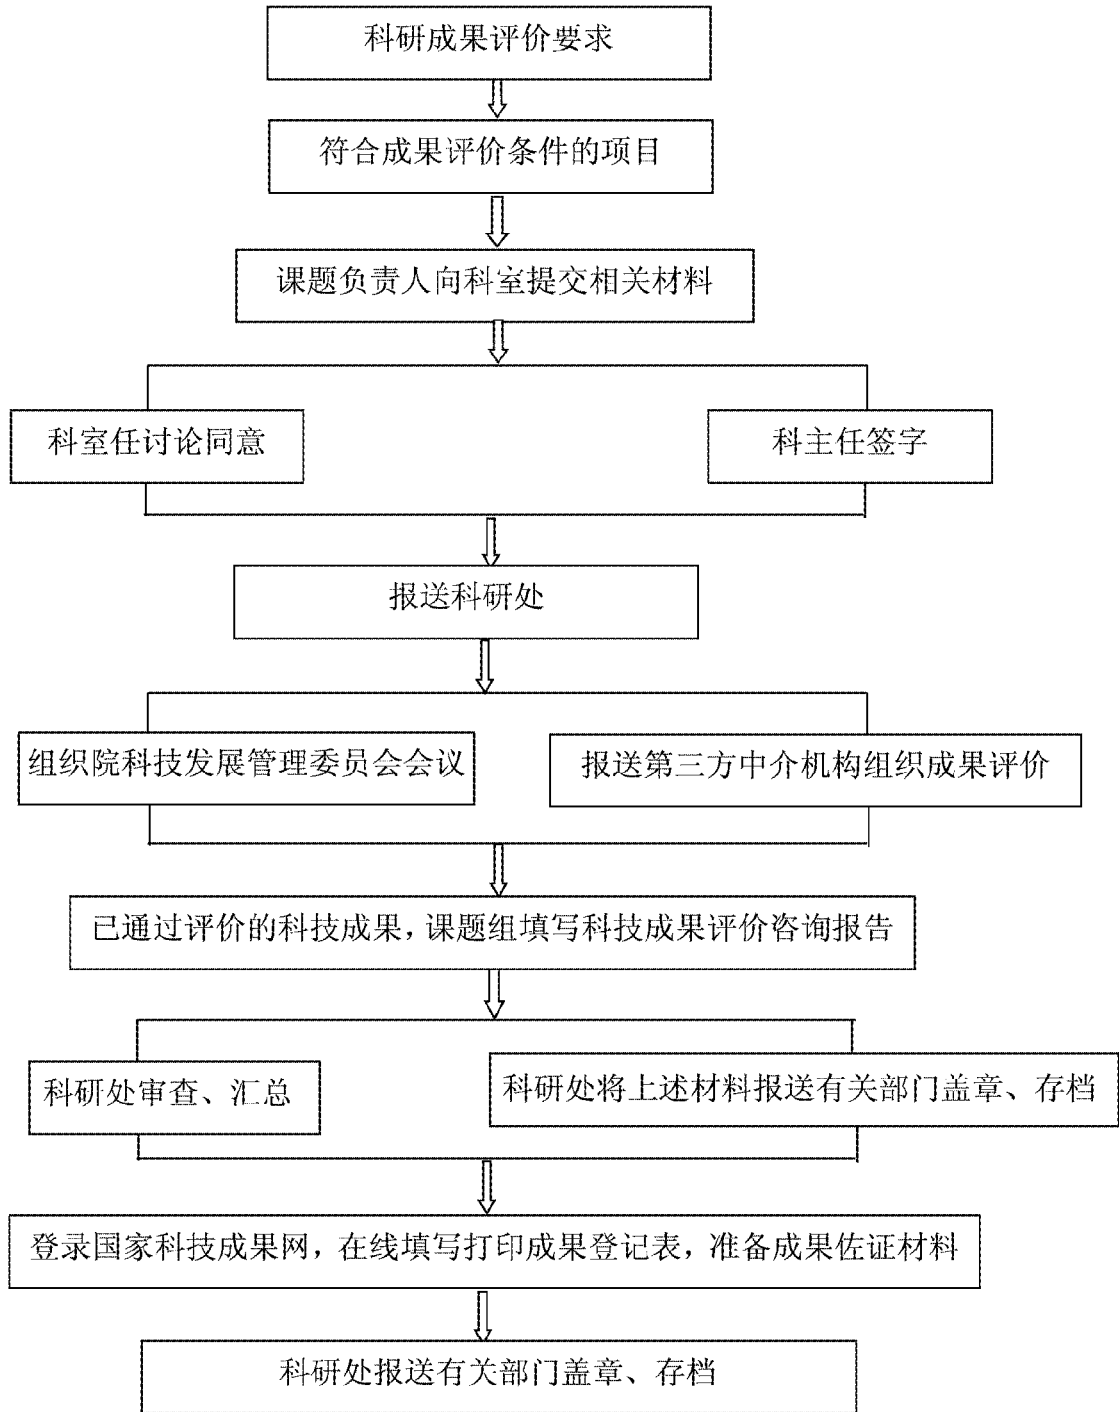 科研成果评价要求
符合成果评价条件的项目
课题负责人向科室提交相关材料
科室任讨论同意
科主任签字
报送科研处
组织院科技发展管理委员会会议
报送第三方中介机构组织成果评价
已通过评价的科技成果，课题组填写科技成果评价咨询报告
科研处审查、汇总
科研处将上述材料报送有关部门盖章、存档
登录国家科技成果网，在线填写打印成果登记表，准备成果佐证材料
科研处报送有关部门盖章、存档